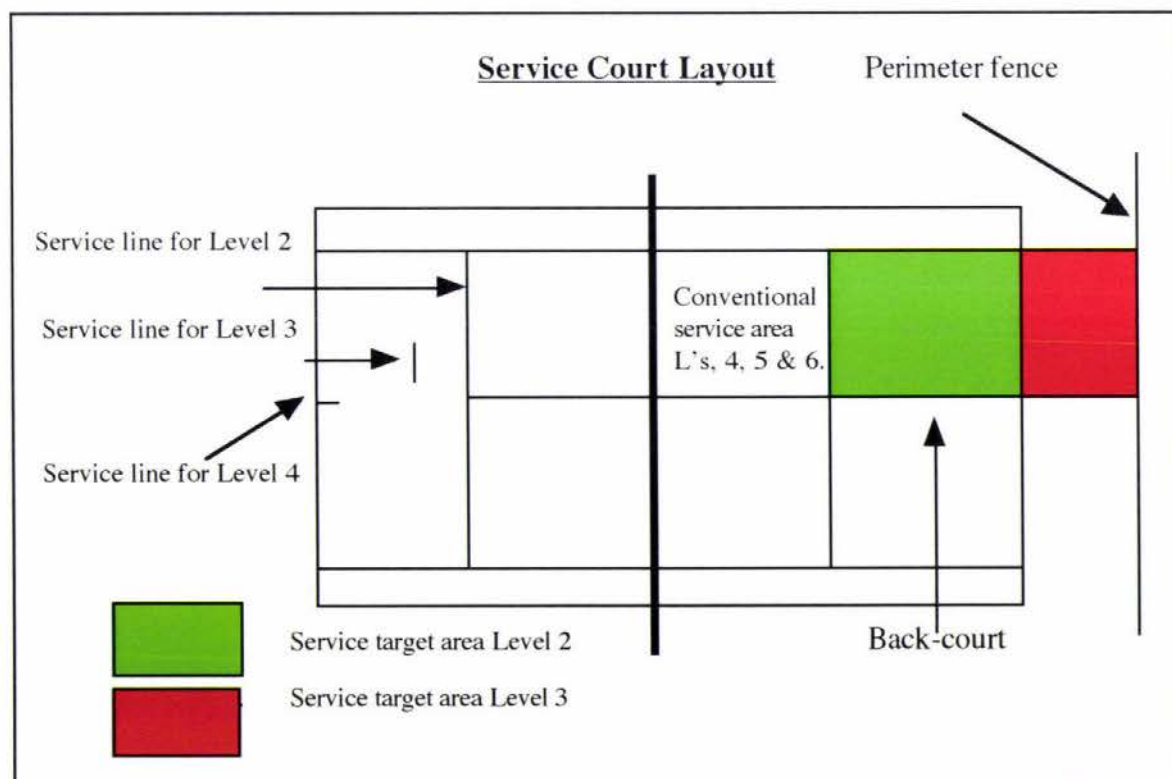 Service Court Layout
Perimeter fence
Service line for Level 2
Service line for Level 3
Service line for Level 4
Conventional
service area
L's, 4, 5 & 6.
Back-court
Service target area Level 2
Service target area Level 3